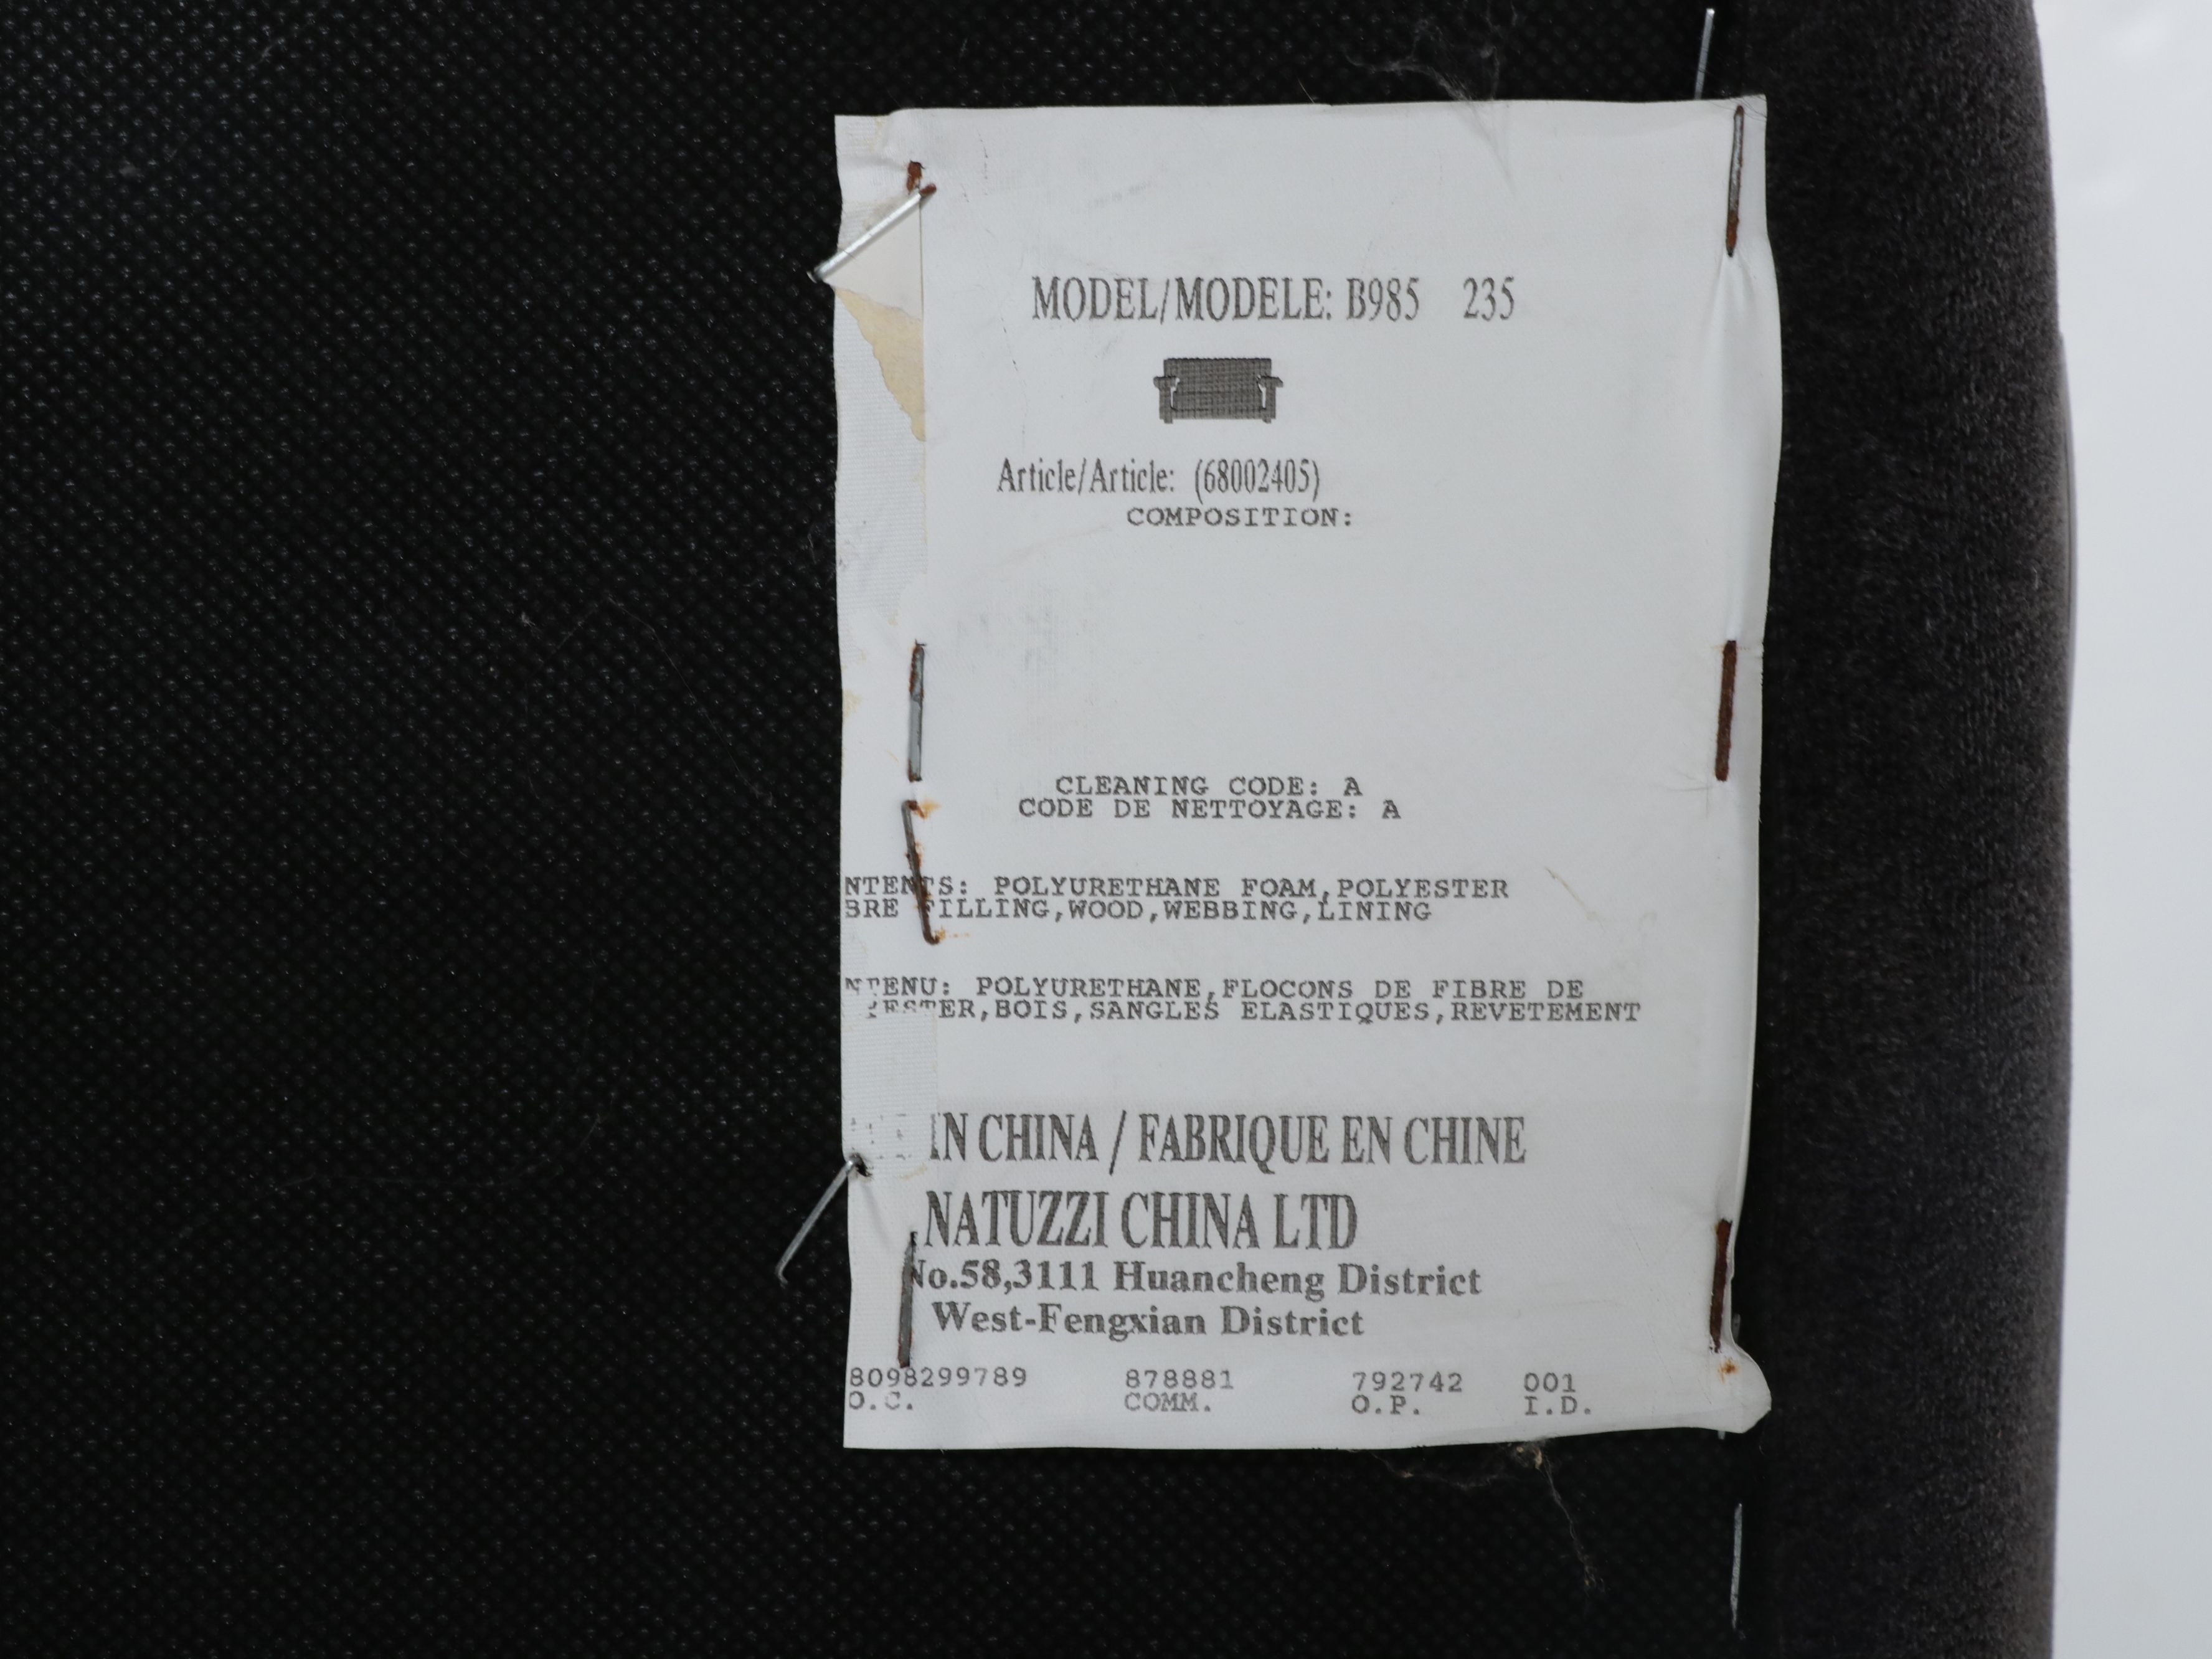 MODEL/MODELE: B985 235
Article/Article: (68002405)
COMPOSITION:
CLEANING CODE: A
CODE DE NETTOYAGE: A
NTENTS: POLYURETHANE FOAM,POLYESTER
BRE FILLING,WOOD,WEBBING,LINING
NTENU: POLYURETHANE,FLOCONS DE FIBRE DE
YESTER,BOIS,SANGLES ELASTIQUES,REVETEMENT
IN CHINA / FABRIQUE EN CHINE
NATUZZI CHINA LTD
No.58,3111 Huancheng District
West-Fengxian District
8098299789 878881 792742 001
O.C. COMM. O.P. I.D.